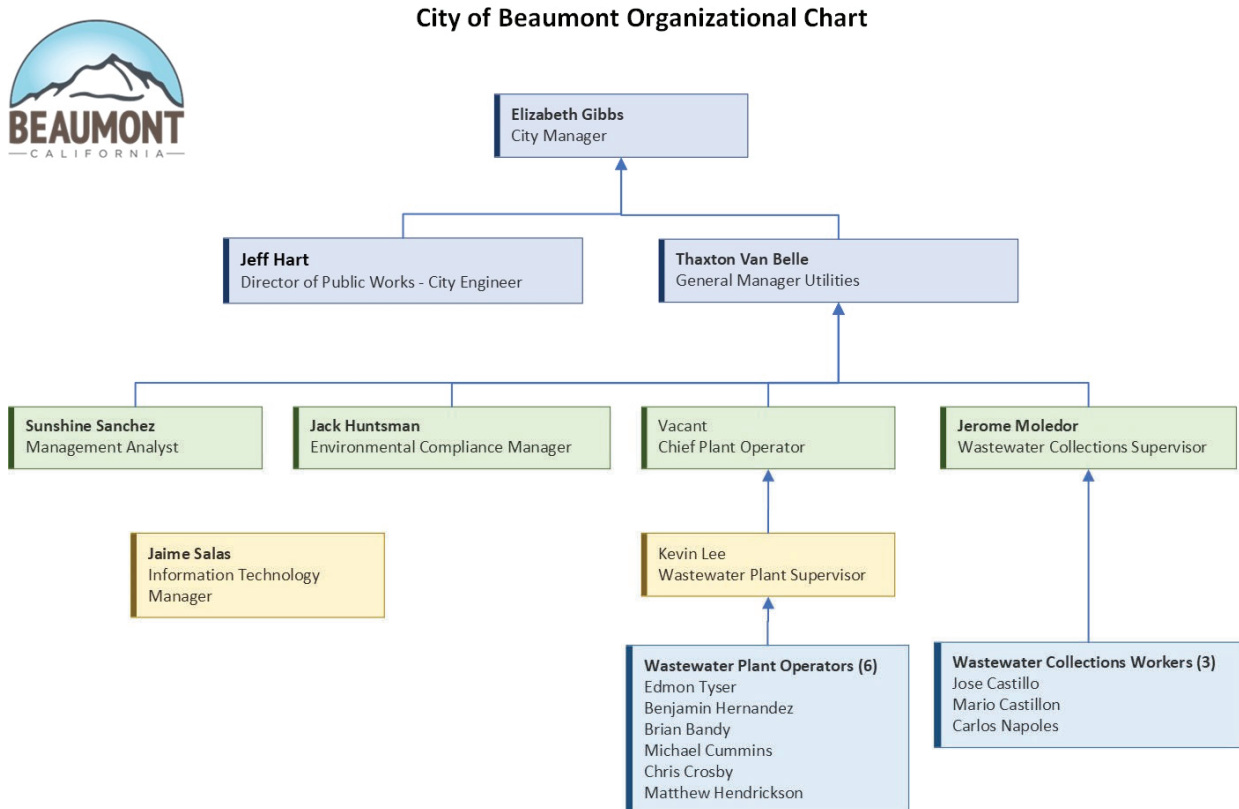 City of Beaumont Organizational Chart
BEAUMONT
CALIFORNIA
Elizabeth Gibbs
City Manager
Jeff Hart
Director of Public Works - City Engineer
Thaxton Van Belle
General Manager Utilities
Sunshine Sanchez
Management Analyst
Jack Huntsman
Environmental Compliance Manager
Vacant
Chief Plant Operator
Jerome Moledor
Wastewater Collections Supervisor
Jaime Salas
Information Technology
Manager
Kevin Lee
Wastewater Plant Supervisor
Wastewater Plant Operators (6)
Edmon Tyser
Benjamin Hernandez
Brian Bandy
Michael Cummins
Chris Crosby
Matthew Hendrickson
Wastewater Collections Workers (3)
Jose Castillo
Mario Castillon
Carlos Napoles